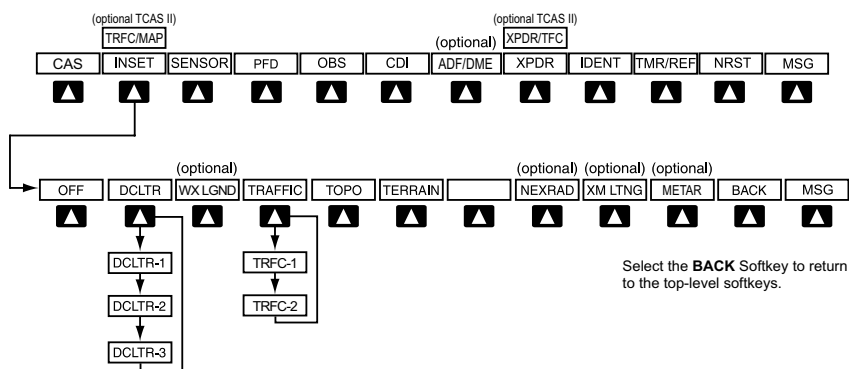 (optional TCAS II) (optional TCAS II)
TRFC/MAP (optional) XPDR/TFC
CAS INSET SENSOR PFD OBS CDI ADF/DME XPDR IDENT TMR/REF NRST MSG
(optional) (optional) (optional) (optional)
OFF DCLTR WX LGND TRAFFIC TOPO TERRAIN NEXRAD XM LTNG METAR BACK MSG
DCLTR-1 TRFC-1
Select the BACK Softkey to return
to the top-level softkeys.
DCLTR-2 TRFC-2
DCLTR-3